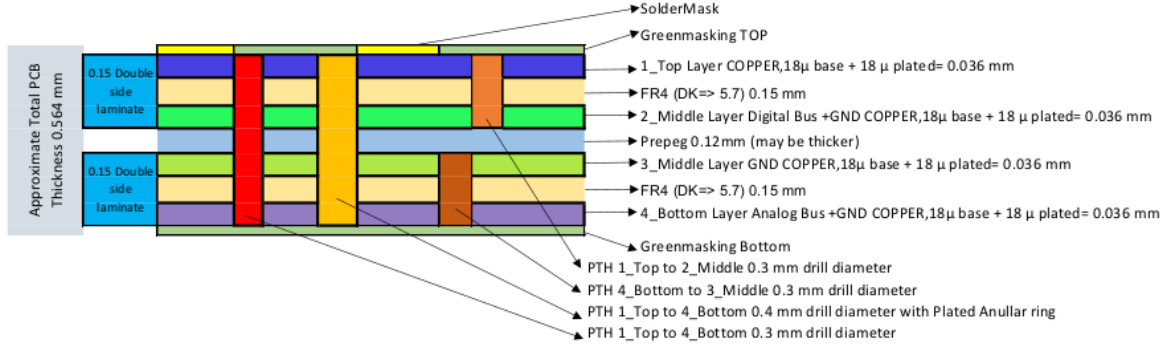 SolderMask
Greenmasking TOP
1_Top Layer COPPER,18µ base + 18 µ plated= 0.036 mm
FR4 (DK=> 5.7) 0.15 mm
2_Middle Layer Digital Bus +GND COPPER,18µ base + 18 µ plated= 0.036 mm
Prepeg 0.12mm (may be thicker)
3_Middle Layer GND COPPER,18µ base + 18 µ plated= 0.036 mm
FR4 (DK=> 5.7) 0.15 mm
4_Bottom Layer Analog Bus +GND COPPER,18µ base + 18 µ plated= 0.036 mm
Greenmasking Bottom
PTH 1_Top to 2_Middle 0.3 mm drill diameter
PTH 4_Bottom to 3_Middle 0.3 mm drill diameter
PTH 1_Top to 4_Bottom 0.4 mm drill diameter with Plated Anullar ring
PTH 1_Top to 4_Bottom 0.3 mm drill diameter
Approximate Total PCB
Thickness 0.564 mm
0.15 Double
side
laminate
0.15 Double
side
laminate